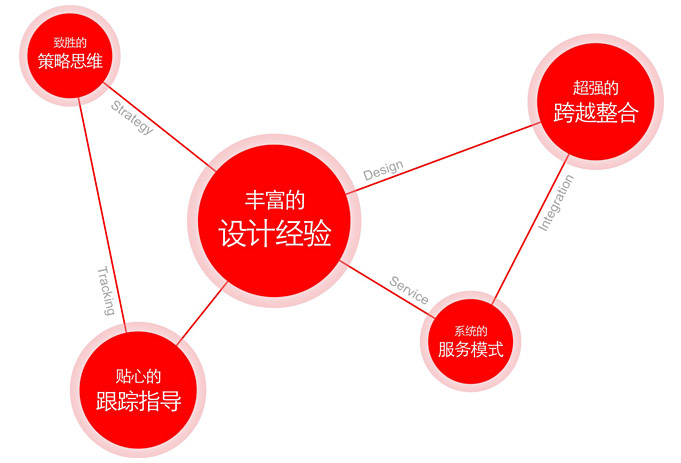 致胜的
策略思维
Strategy
超强的
跨越整合
Design
丰富的
设计经验
Integration
Tracking
Service
系统的
服务模式
贴心的
跟踪指导